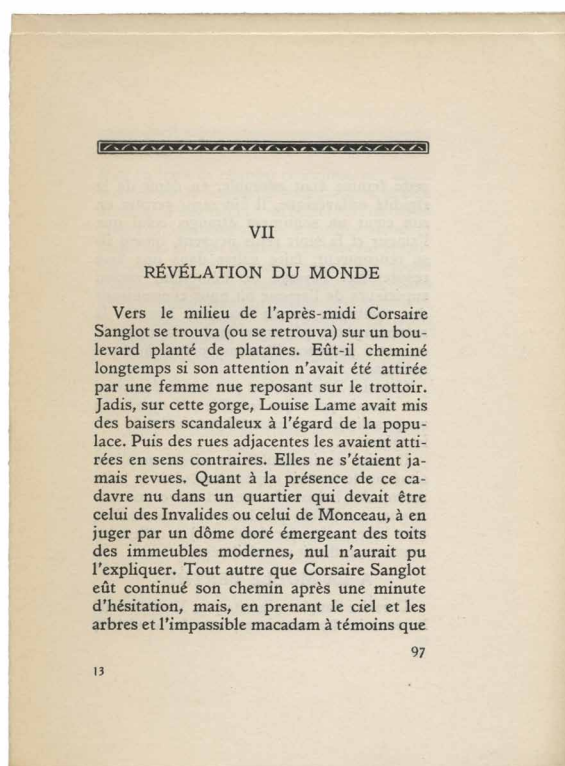 VII
RÉVÉLATION DU MONDE
Vers le milieu de l'après-midi Corsaire
Sanglot se trouva (ou se retrouva) sur un bou-
levard planté de platanes. Eût-il cheminé
longtemps si son attention n'avait été attirée
par une femme nue reposant sur le trottoir.
Jadis, sur cette gorge, Louise Lame avait mis
des baisers scandaleux à l'égard de la popu-
lace. Puis des rues adjacentes les avaient atti-
rées en sens contraires. Elles ne s'étaient ja-
mais revues. Quant à la présence de ce ca-
davre nu dans un quartier qui devait être
celui des Invalides ou celui de Monceau, à en
juger par un dôme doré émergeant des toits
des immeubles modernes, nul n'aurait pu
l'expliquer. Tout autre que Corsaire Sanglot
eût continué son chemin après une minute
d'hésitation, mais, en prenant le ciel et les
arbres et l'impassible macadam à témoins que
97
13